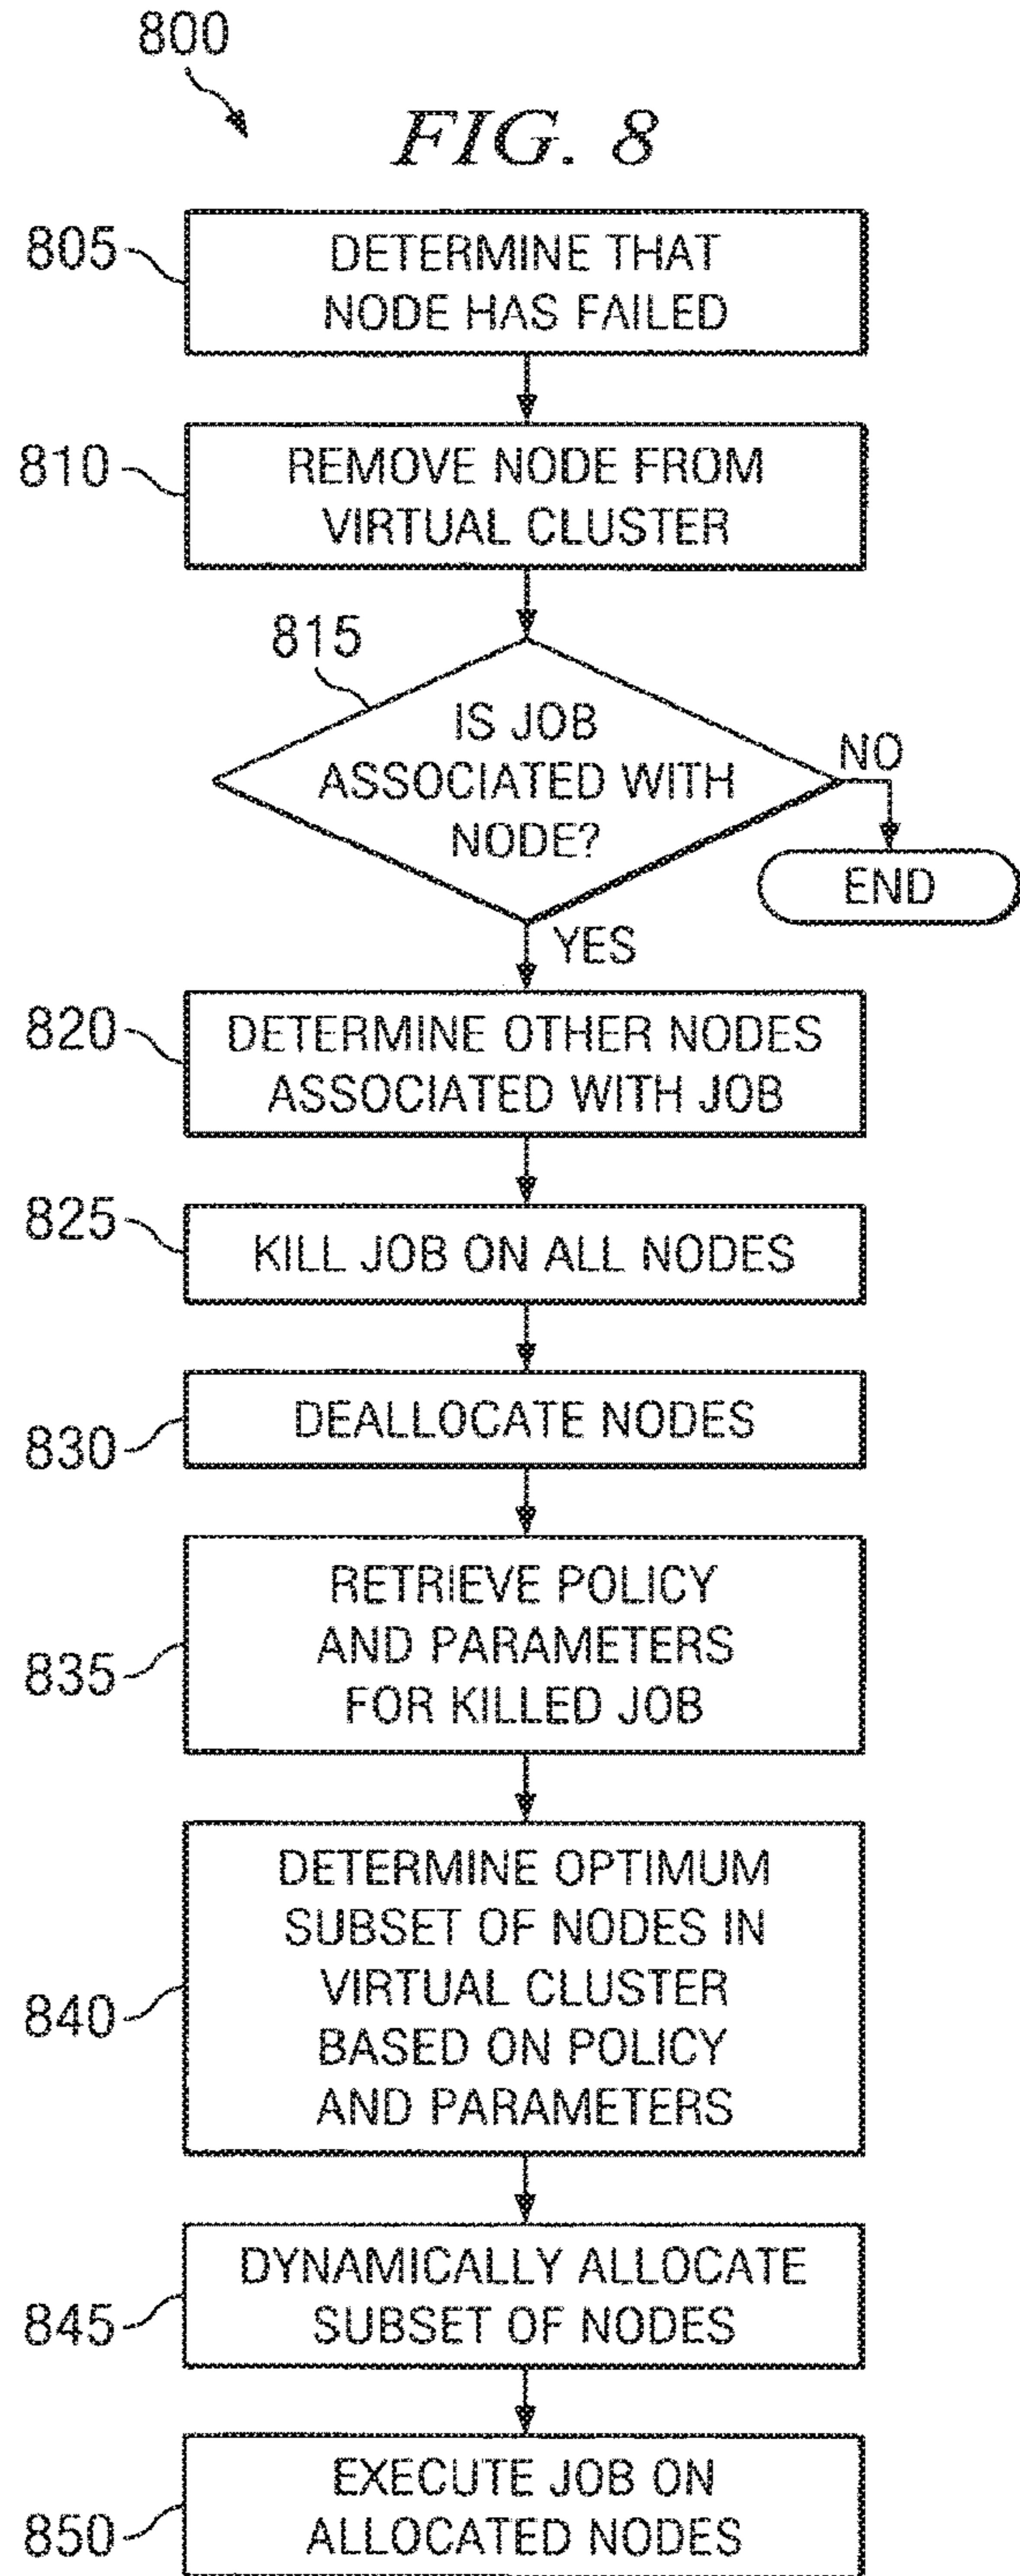 800
FIG. 8
805
DETERMINE THAT
NODE HAS FAILED
810
REMOVE NODE FROM
VIRTUAL CLUSTER
815
IS JOB
ASSOCIATED WITH
NODE?
NO
END
YES
820
DETERMINE OTHER NODES
ASSOCIATED WITH JOB
825
KILL JOB ON ALL NODES
830
DEALLOCATE NODES
835
RETRIEVE POLICY
AND PARAMETERS
FOR KILLED JOB
840
DETERMINE OPTIMUM
SUBSET OF NODES IN
VIRTUAL CLUSTER
BASED ON POLICY
AND PARAMETERS
845
DYNAMICALLY ALLOCATE
SUBSET OF NODES
850
EXECUTE JOB ON
ALLOCATED NODES